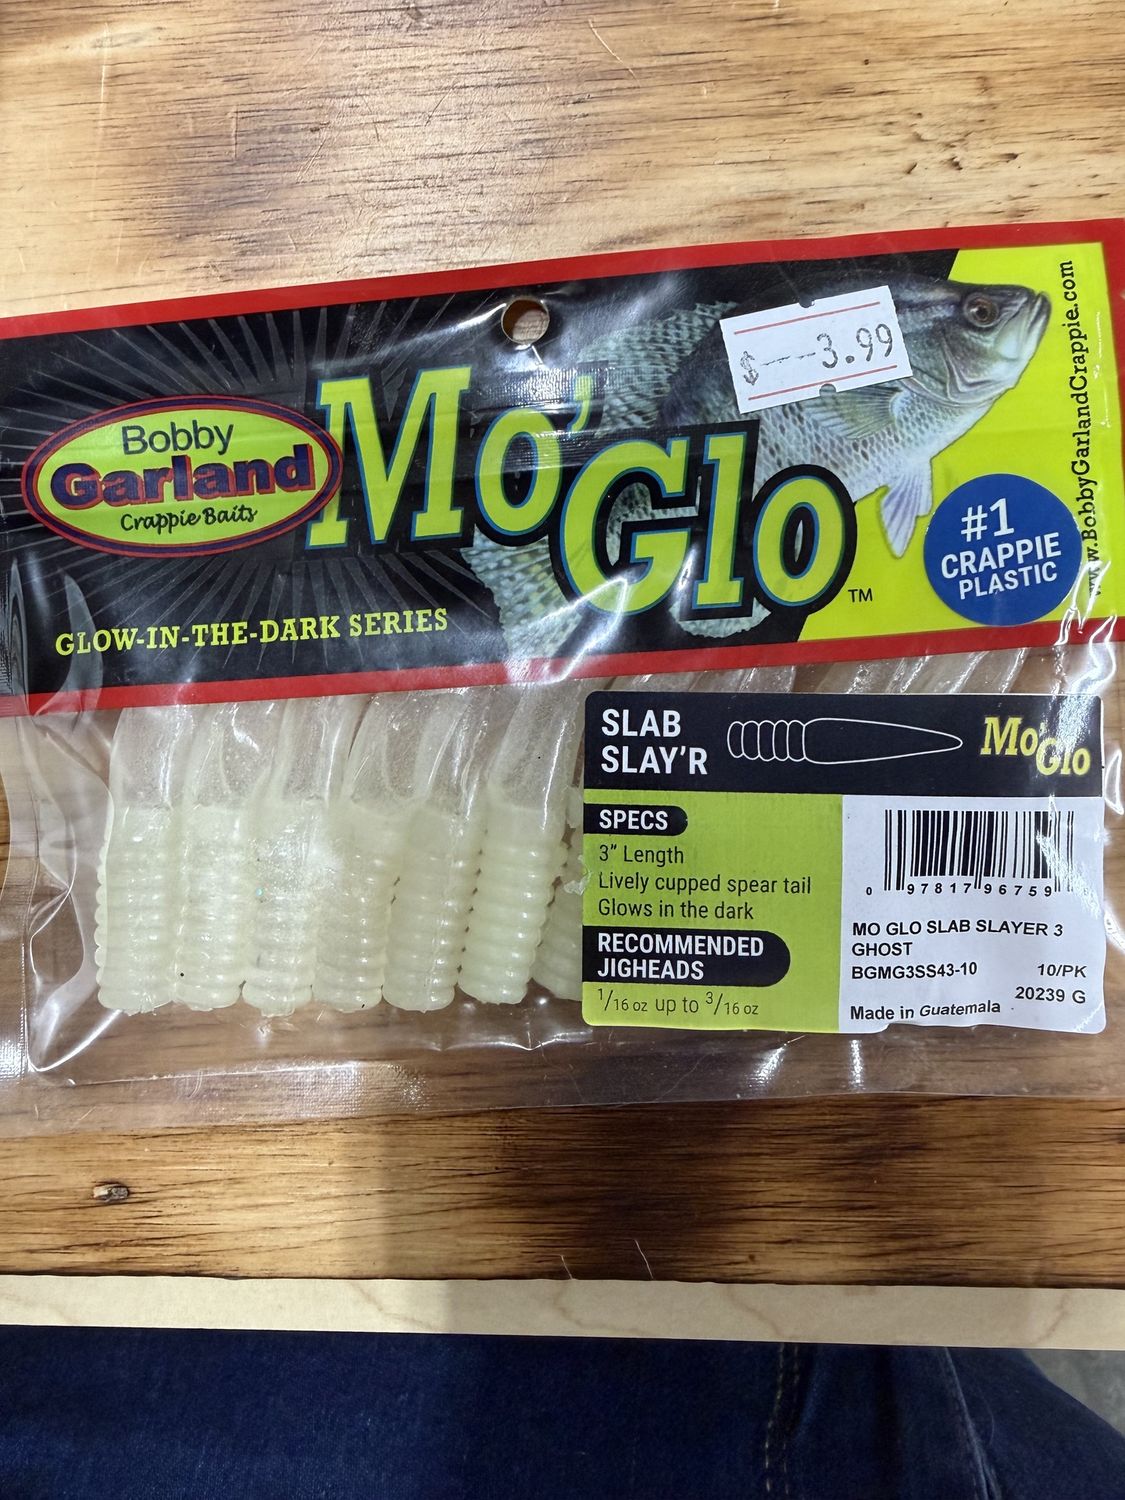 $---3.99
Bobby
Garland
Crappie Baits
Mo' Glo™
GLOW-IN-THE-DARK SERIES
#1
CRAPPIE
PLASTIC
www.BobbyGarlandCrappie.com
SLAB
SLAY'R
Mo' Glo
SPECS
3" Length
Lively cupped spear tail
Glows in the dark
RECOMMENDED
JIGHEADS
1/16 oz up to 3/16 oz
0 97817 96759
MO GLO SLAB SLAYER 3
GHOST
BGMG3SS43-10 10/PK
20239 G
Made in Guatemala